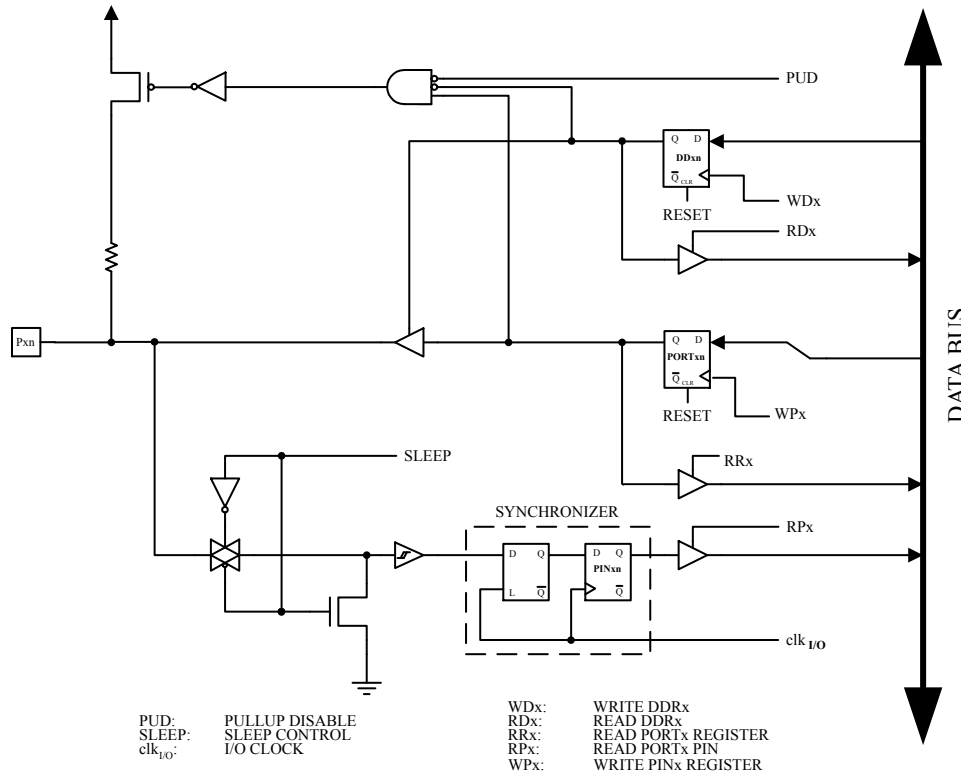 PUD
Q D
DDxn
Q CLR
WDx
RESET
RDx
Pxn
Q D
PORTxn
Q CLR
WPx
RESET
RRx
SLEEP
SYNCHRONIZER
RPx
D Q
L Q
D Q
PINxn
Q
clk I/O
DATA BUS
PUD: PULLUP DISABLE
SLEEP: SLEEP CONTROL
clkI/O: I/O CLOCK
WDx: WRITE DDRx
RDx: READ DDRx
RRx: READ PORTx REGISTER
RPx: READ PORTx PIN
WPx: WRITE PINx REGISTER